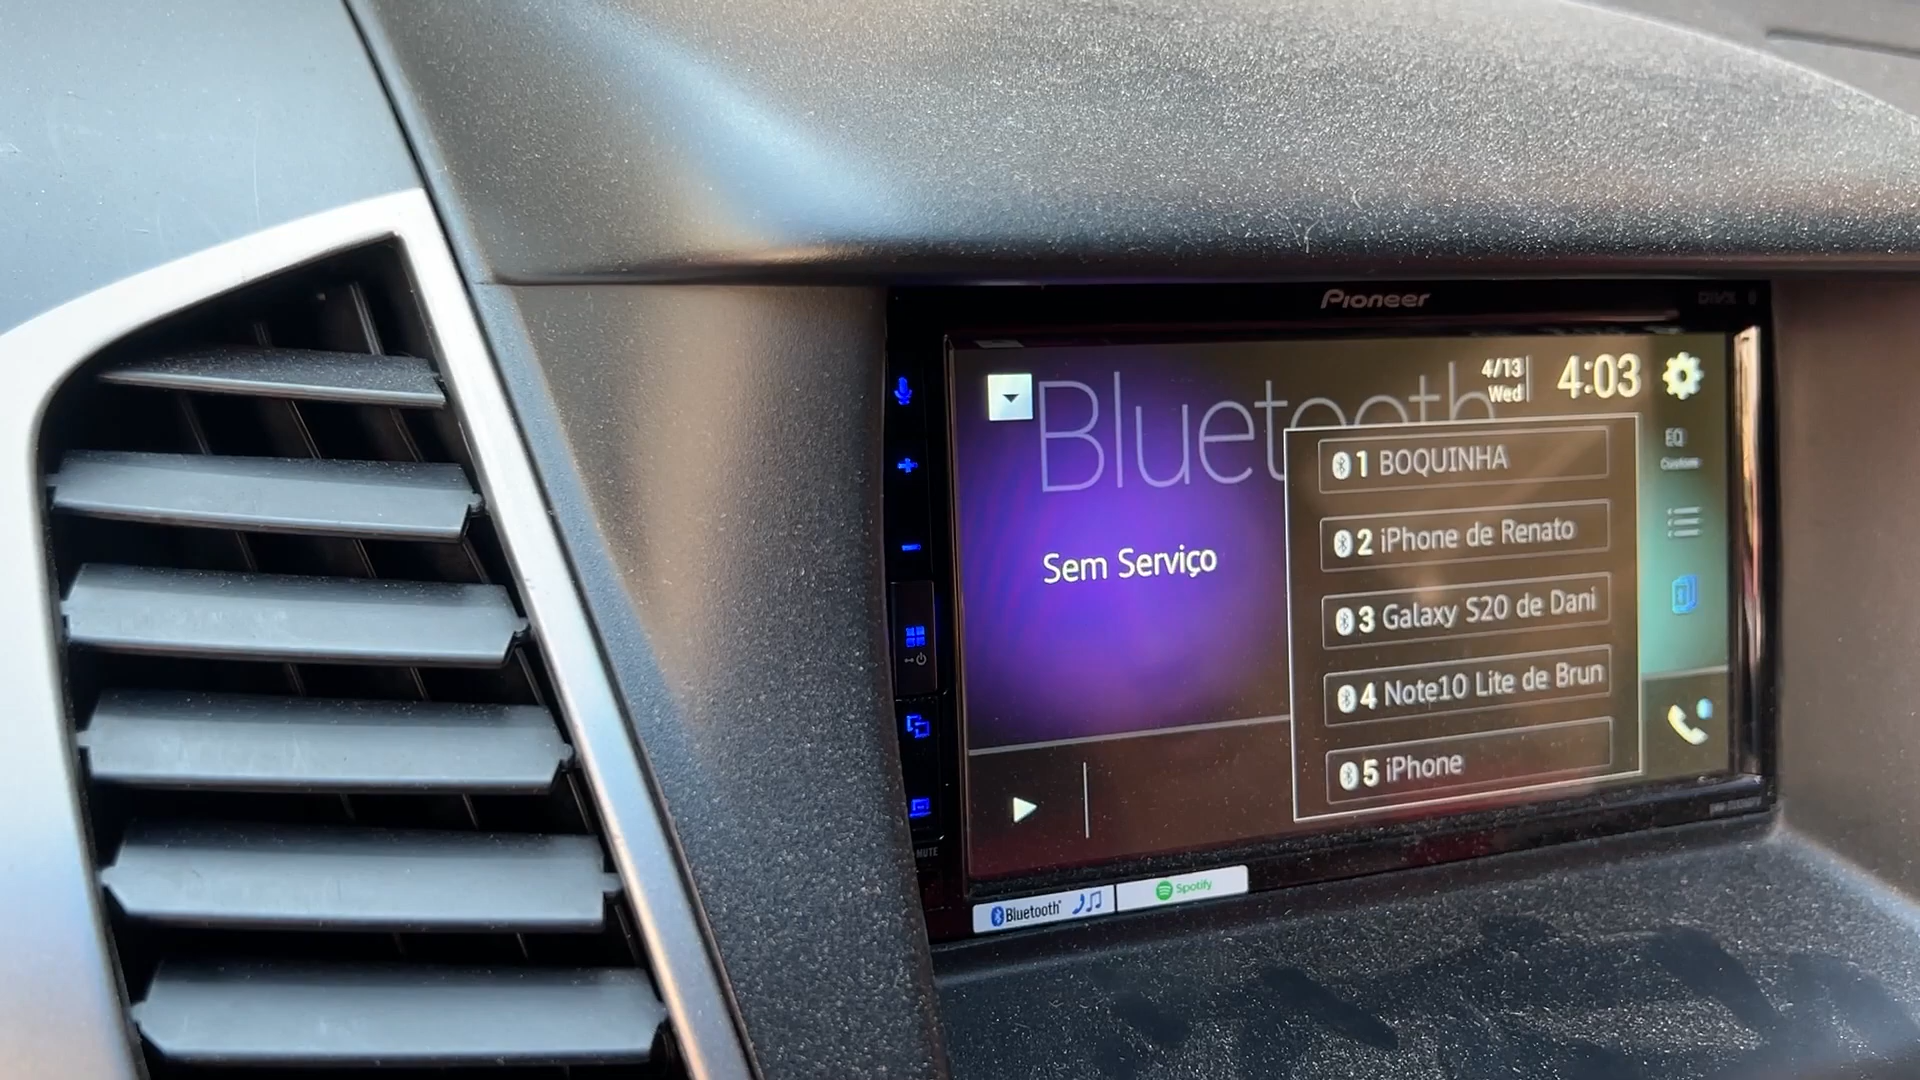 Pioneer
DIVX
Bluetooth
4/13
Wed
4:03
EQ
Custom
1 BOQUINHA
2 iPhone de Renato
3 Galaxy S20 de Dani
4 Note10 Lite de Brun
5 iPhone
Sem Serviço
MUTE
Bluetooth
Spotify